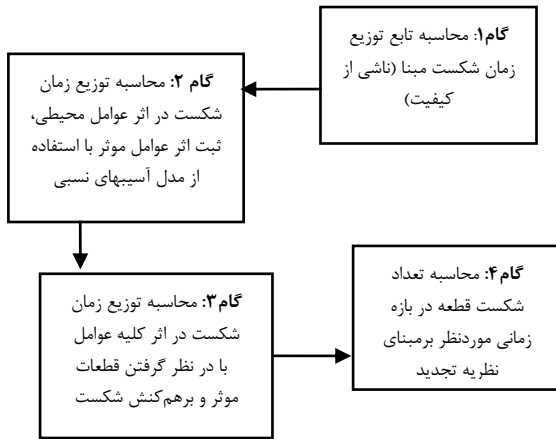 گام۱: محاسبه تابع توزیع
زمان شکست مبنا (ناشی از
کیفیت)
گام ۲: محاسبه توزیع زمان
شکست در اثر عوامل محیطی،
ثبت اثر عوامل موثر با استفاده
از مدل آسیبهای نسبی
گام۳: محاسبه توزیع زمان
شکست در اثر کلیه عوامل
با در نظر گرفتن قطعات
موثر و برهم‌کنش شکست
گام۴: محاسبه تعداد
شکست قطعه در بازه
زمانی موردنظر برمبنای
نظریه تجدید